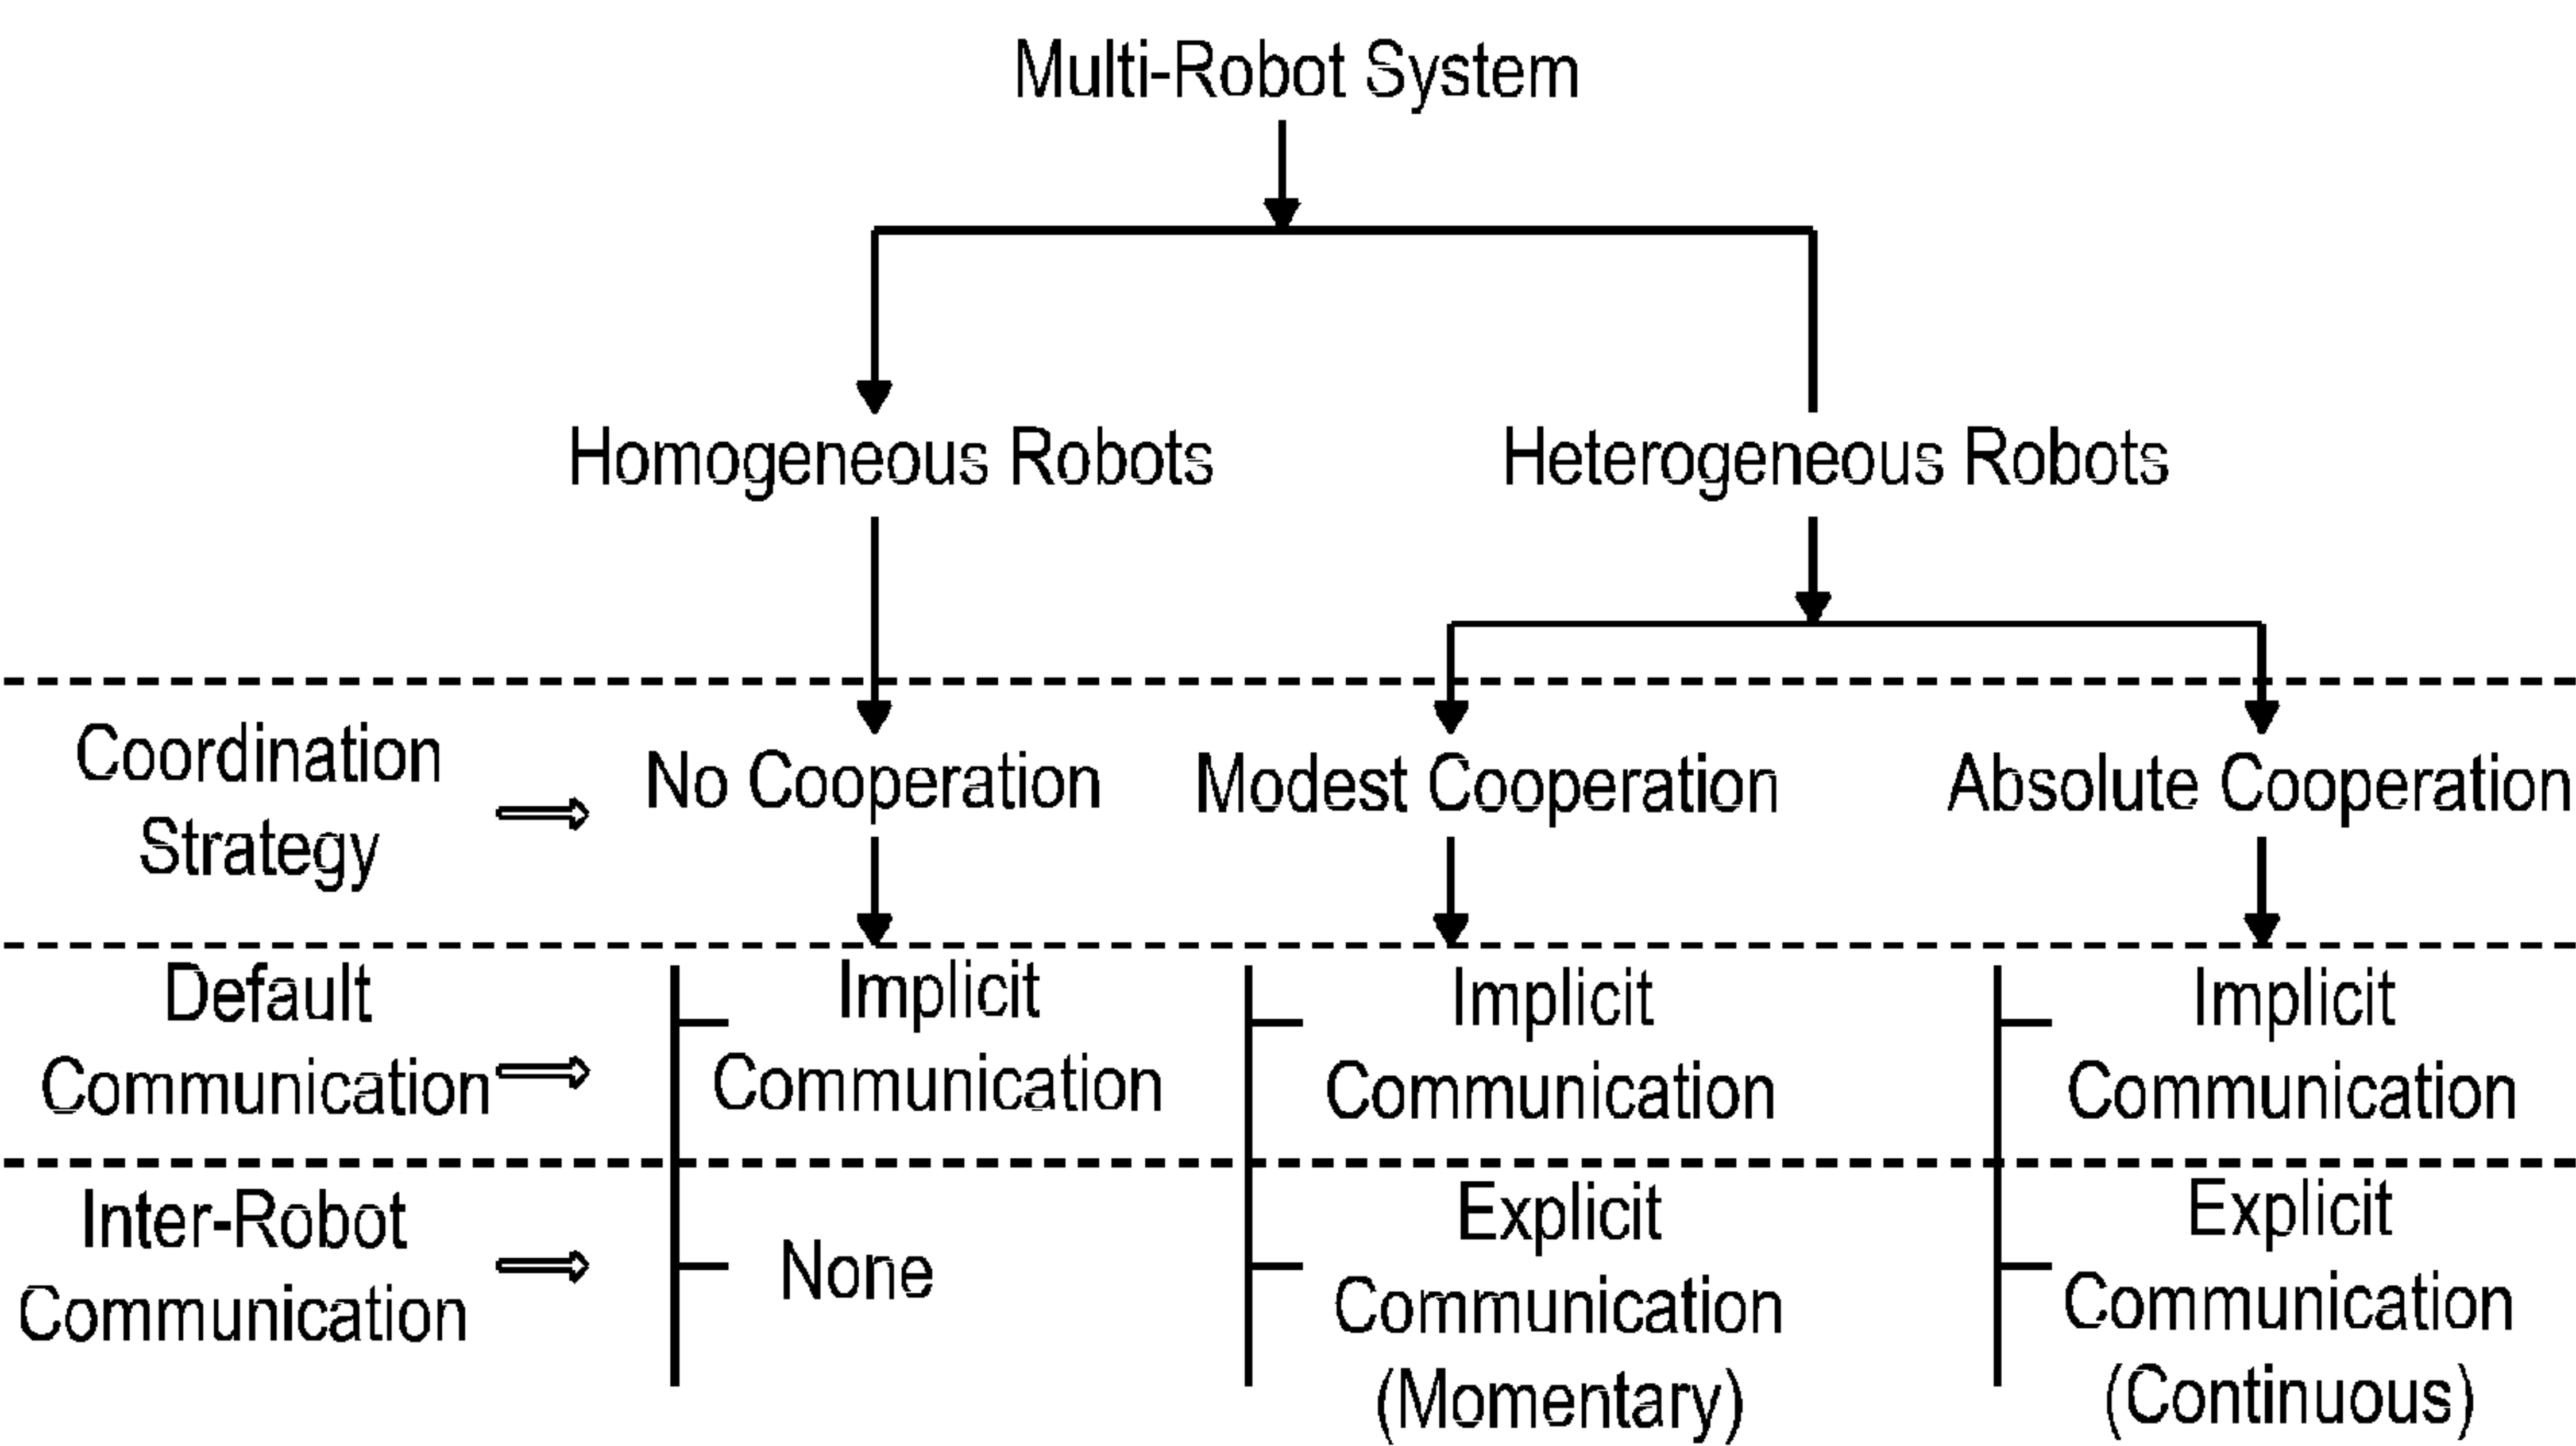 Multi-Robot System
Homogeneous Robots
Heterogeneous Robots
Coordination
Strategy
No Cooperation
Modest Cooperation
Absolute Cooperation
Default
Communication
Implicit
Communication
Implicit
Communication
Implicit
Communication
Inter-Robot
Communication
None
Explicit
Communication
(Momentary)
Explicit
Communication
(Continuous)